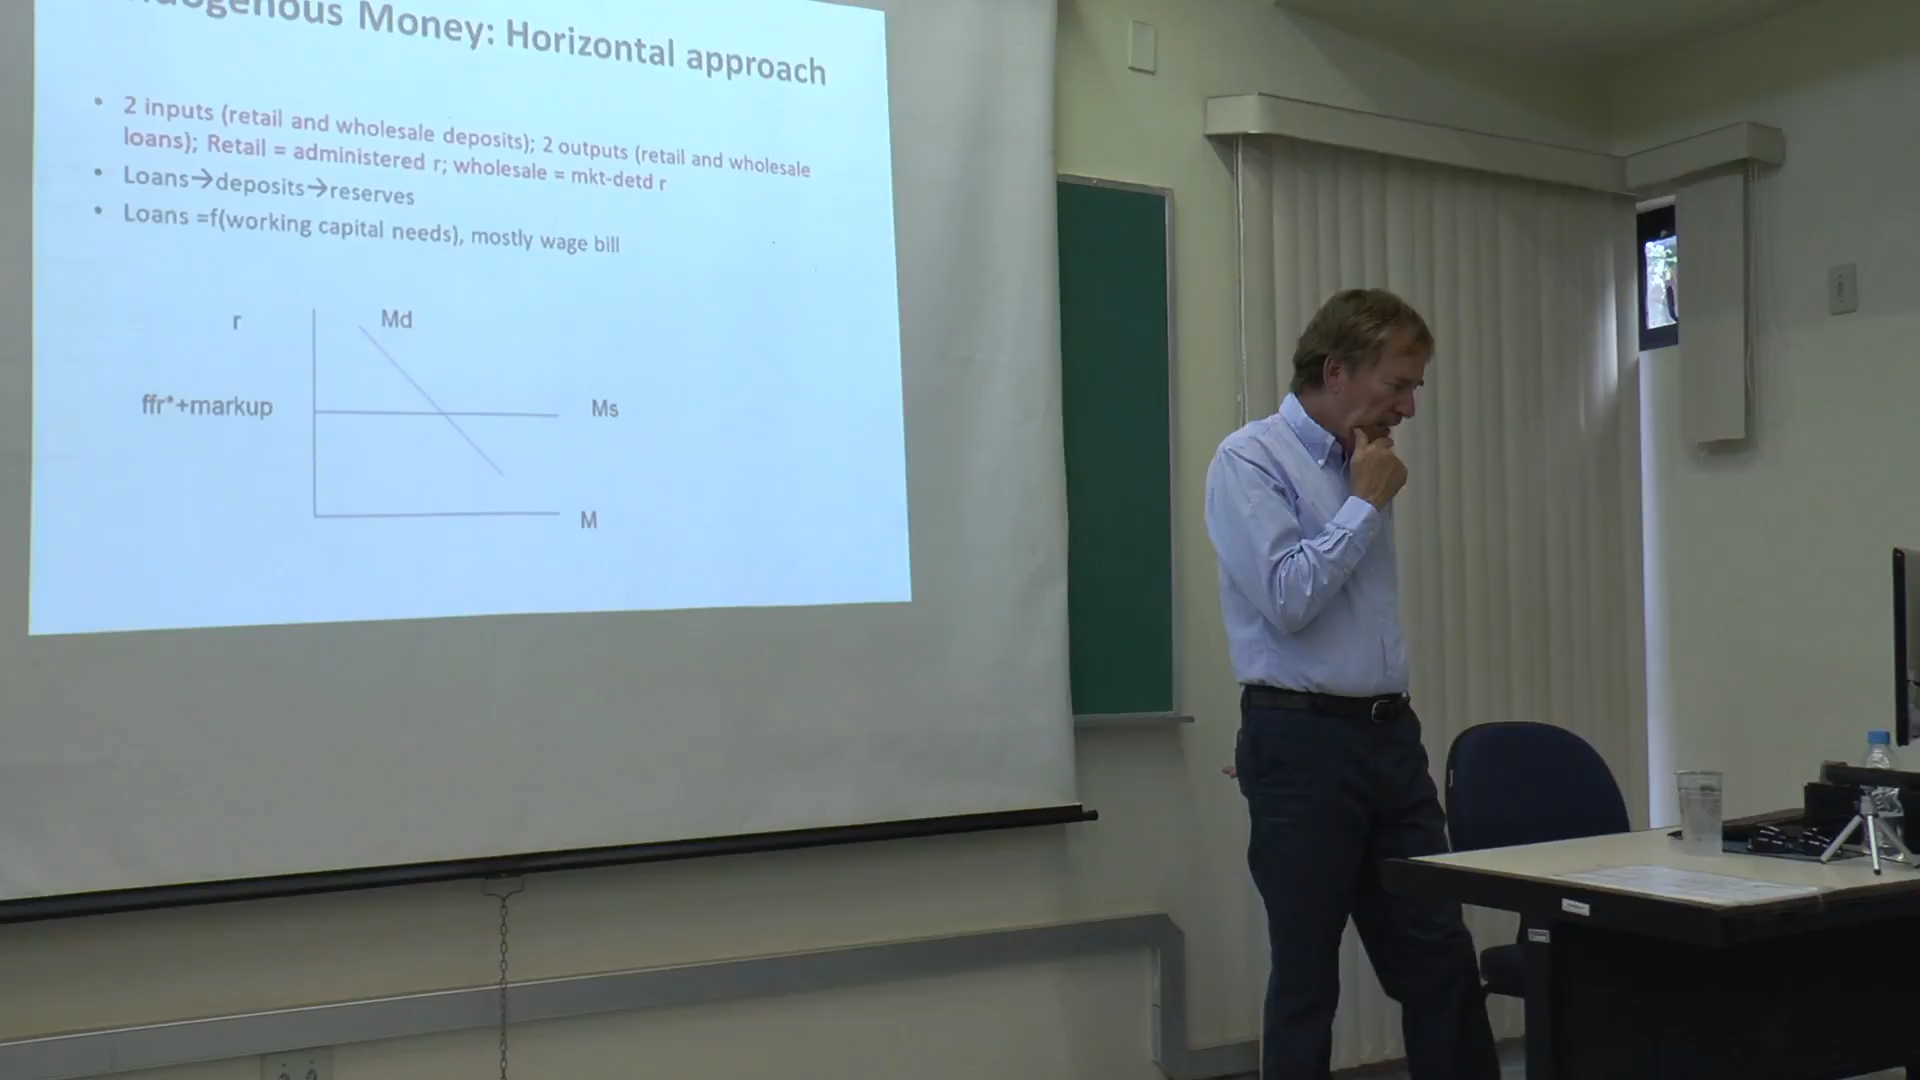 Money: Horizontal approach
• 2 inputs (retail and wholesale deposits); 2 outputs (retail and wholesale
loans); Retail = administered r; wholesale = mkt-detd r
• Loans→deposits→reserves
• Loans =f(working capital needs), mostly wage bill
r
Md
ffr*+markup
Ms
M